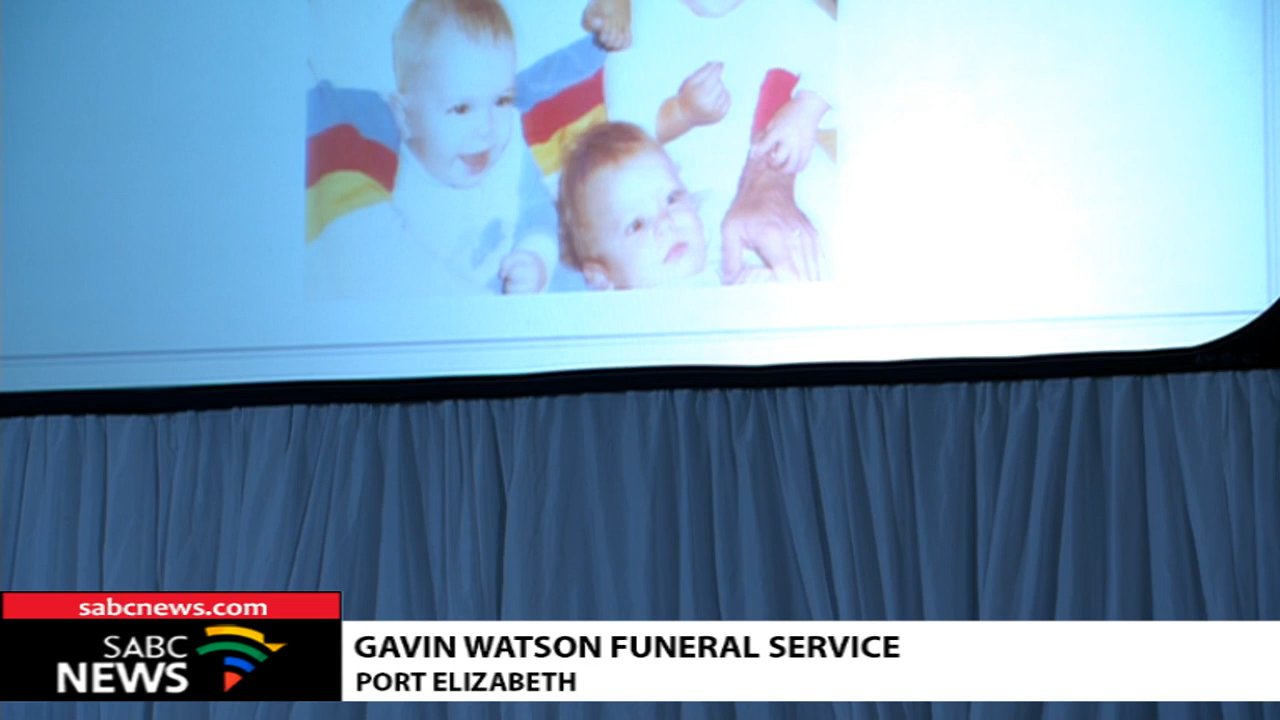 sabcnews.com
SABC
NEWS
GAVIN WATSON FUNERAL SERVICE
PORT ELIZABETH